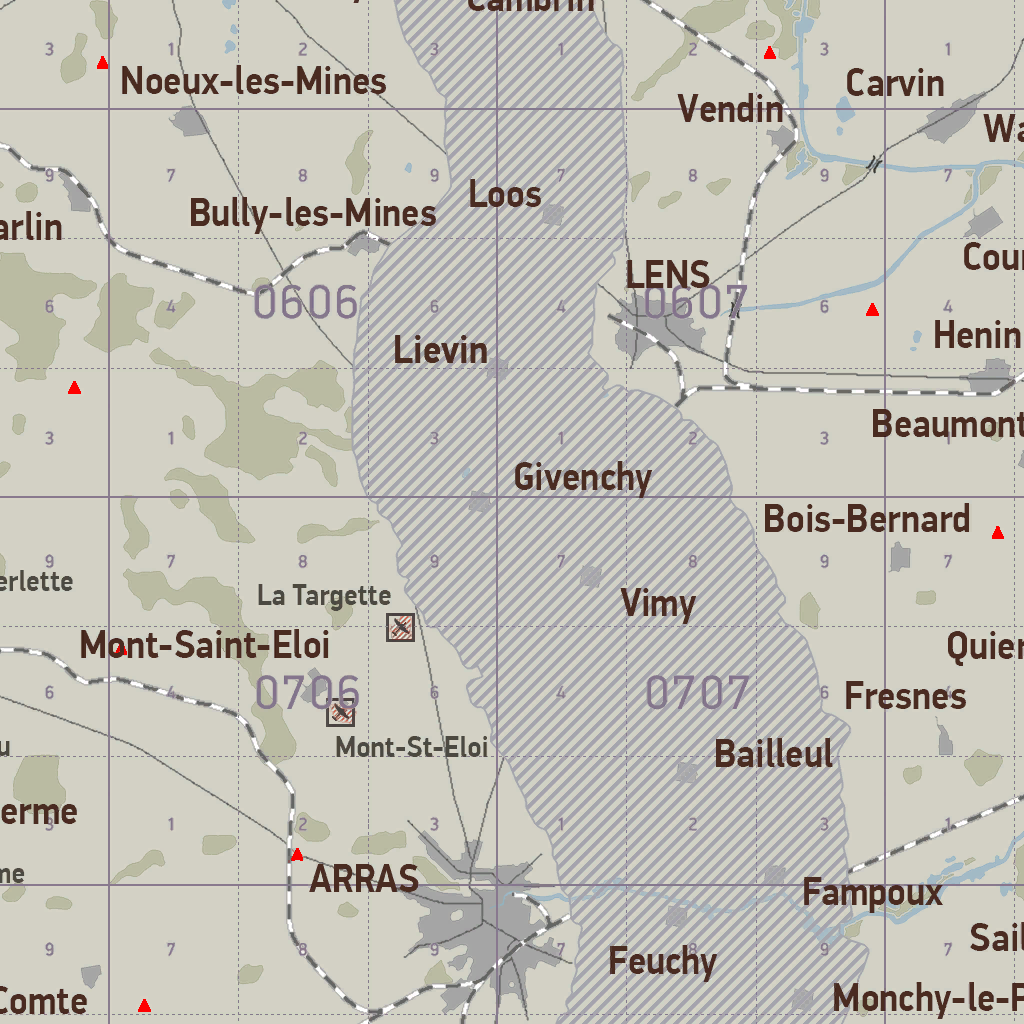 Cambrin
3 1 2 3 1 2 3 1
Noeux-les-Mines
Carvin
Vendin
Wa
9 7 8 9 7 8 9 7
Loos
Bully-les-Mines
arlin
Cour
LENS
0606 0607
6 4 6 4 6
Henin
Lievin
Beaumont
3 1 2 3 1 2 3 1
Givenchy
Bois-Bernard
9 7 8 9 7 8 9 7
erlette
La Targette
Vimy
Mont-Saint-Eloi
Quier
0706 0707
6 4 6 4 6 4
Fresnes
Mont-St-Eloi
u
Bailleul
erme
3 1 2 3 1 2 3 1
me
ARRAS
Fampoux
9 7 8 9 7 8 9 7
Sail
Feuchy
Comte
Monchy-le-P